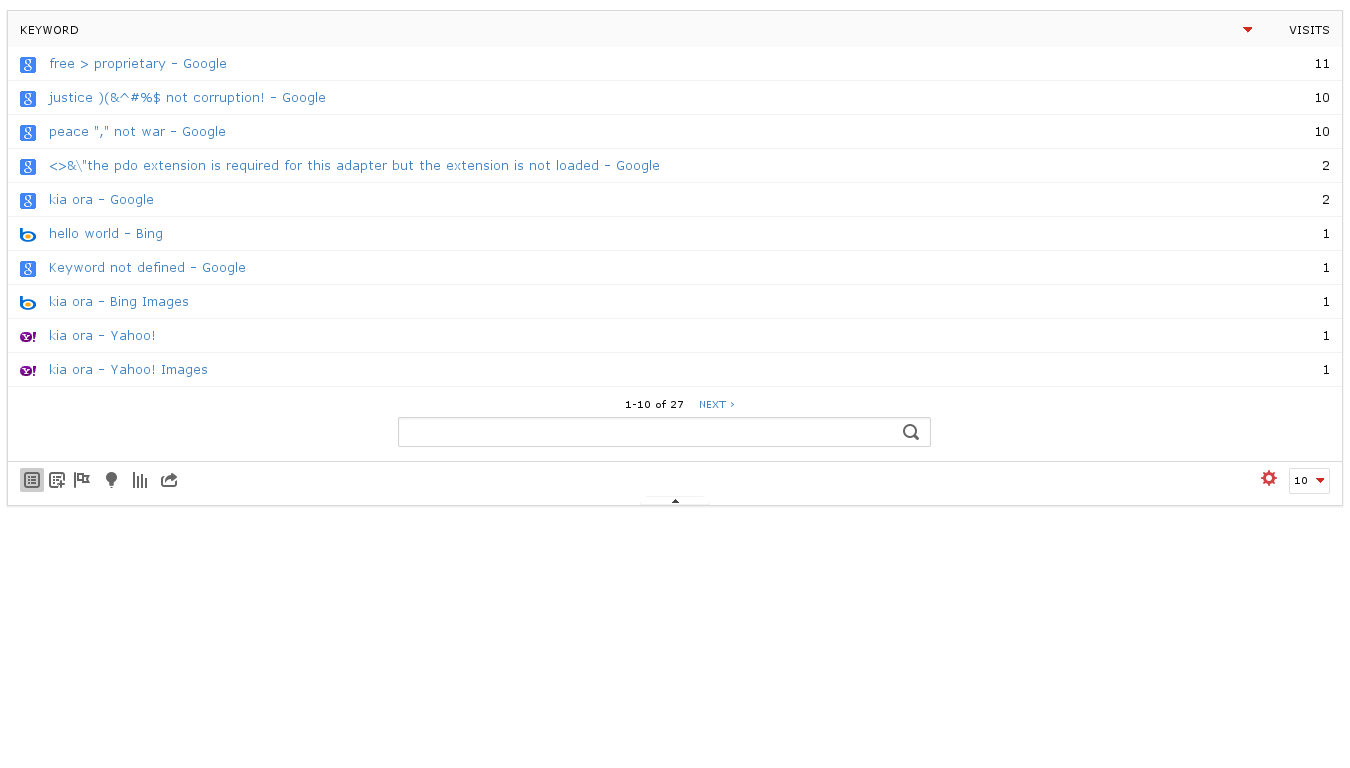 KEYWORD VISITS
free > proprietary - Google 11
justice )(&^#%$ not corruption! - Google 10
peace "," not war - Google 10
<>&\"the pdo extension is required for this adapter but the extension is not loaded - Google 2
kia ora - Google 2
hello world - Bing 1
Keyword not defined - Google 1
kia ora - Bing Images 1
kia ora - Yahoo! 1
kia ora - Yahoo! Images 1
1-10 of 27 NEXT ›
10